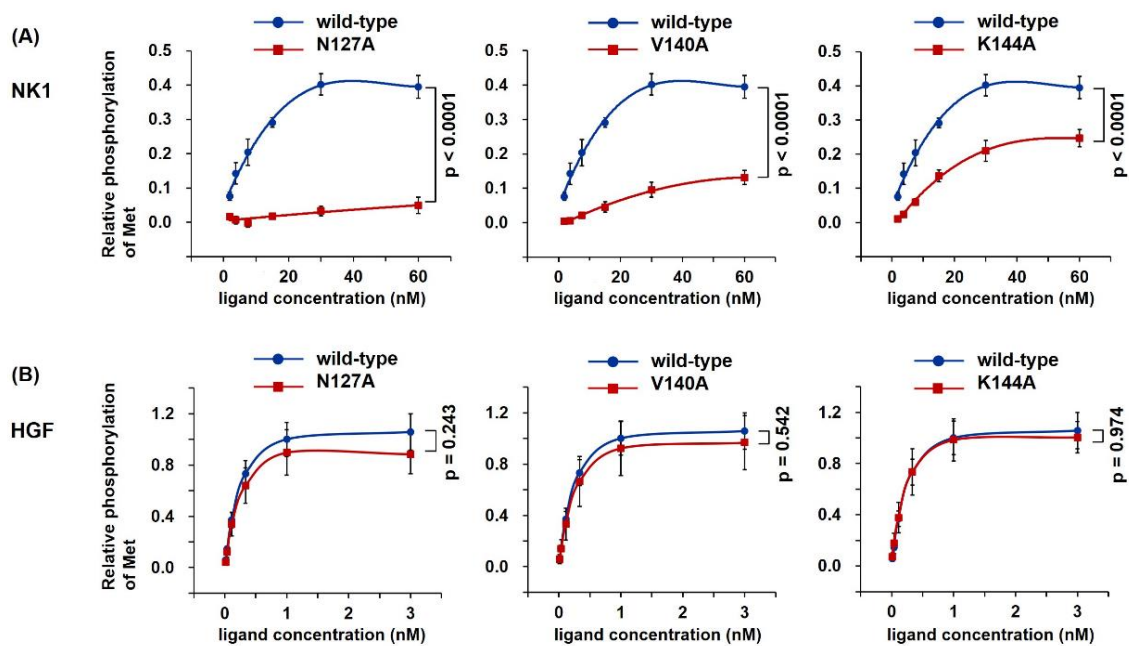 (A)
NK1
wild-type
N127A
wild-type
V140A
wild-type
K144A
Relative phosphorylation
of Met
0.5
0.4
0.3
0.2
0.1
0.0
p < 0.0001
0 20 40 60
ligand concentration (nM)
0.5
0.4
0.3
0.2
0.1
0.0
p < 0.0001
0 20 40 60
ligand concentration (nM)
0.5
0.4
0.3
0.2
0.1
0.0
p < 0.0001
0 20 40 60
ligand concentration (nM)
(B)
HGF
wild-type
N127A
wild-type
V140A
wild-type
K144A
Relative phosphorylation
of Met
1.2
0.8
0.4
0.0
p = 0.243
0 1 2 3
ligand concentration (nM)
1.2
0.8
0.4
0.0
p = 0.542
0 1 2 3
ligand concentration (nM)
1.2
0.8
0.4
0.0
p = 0.974
0 1 2 3
ligand concentration (nM)